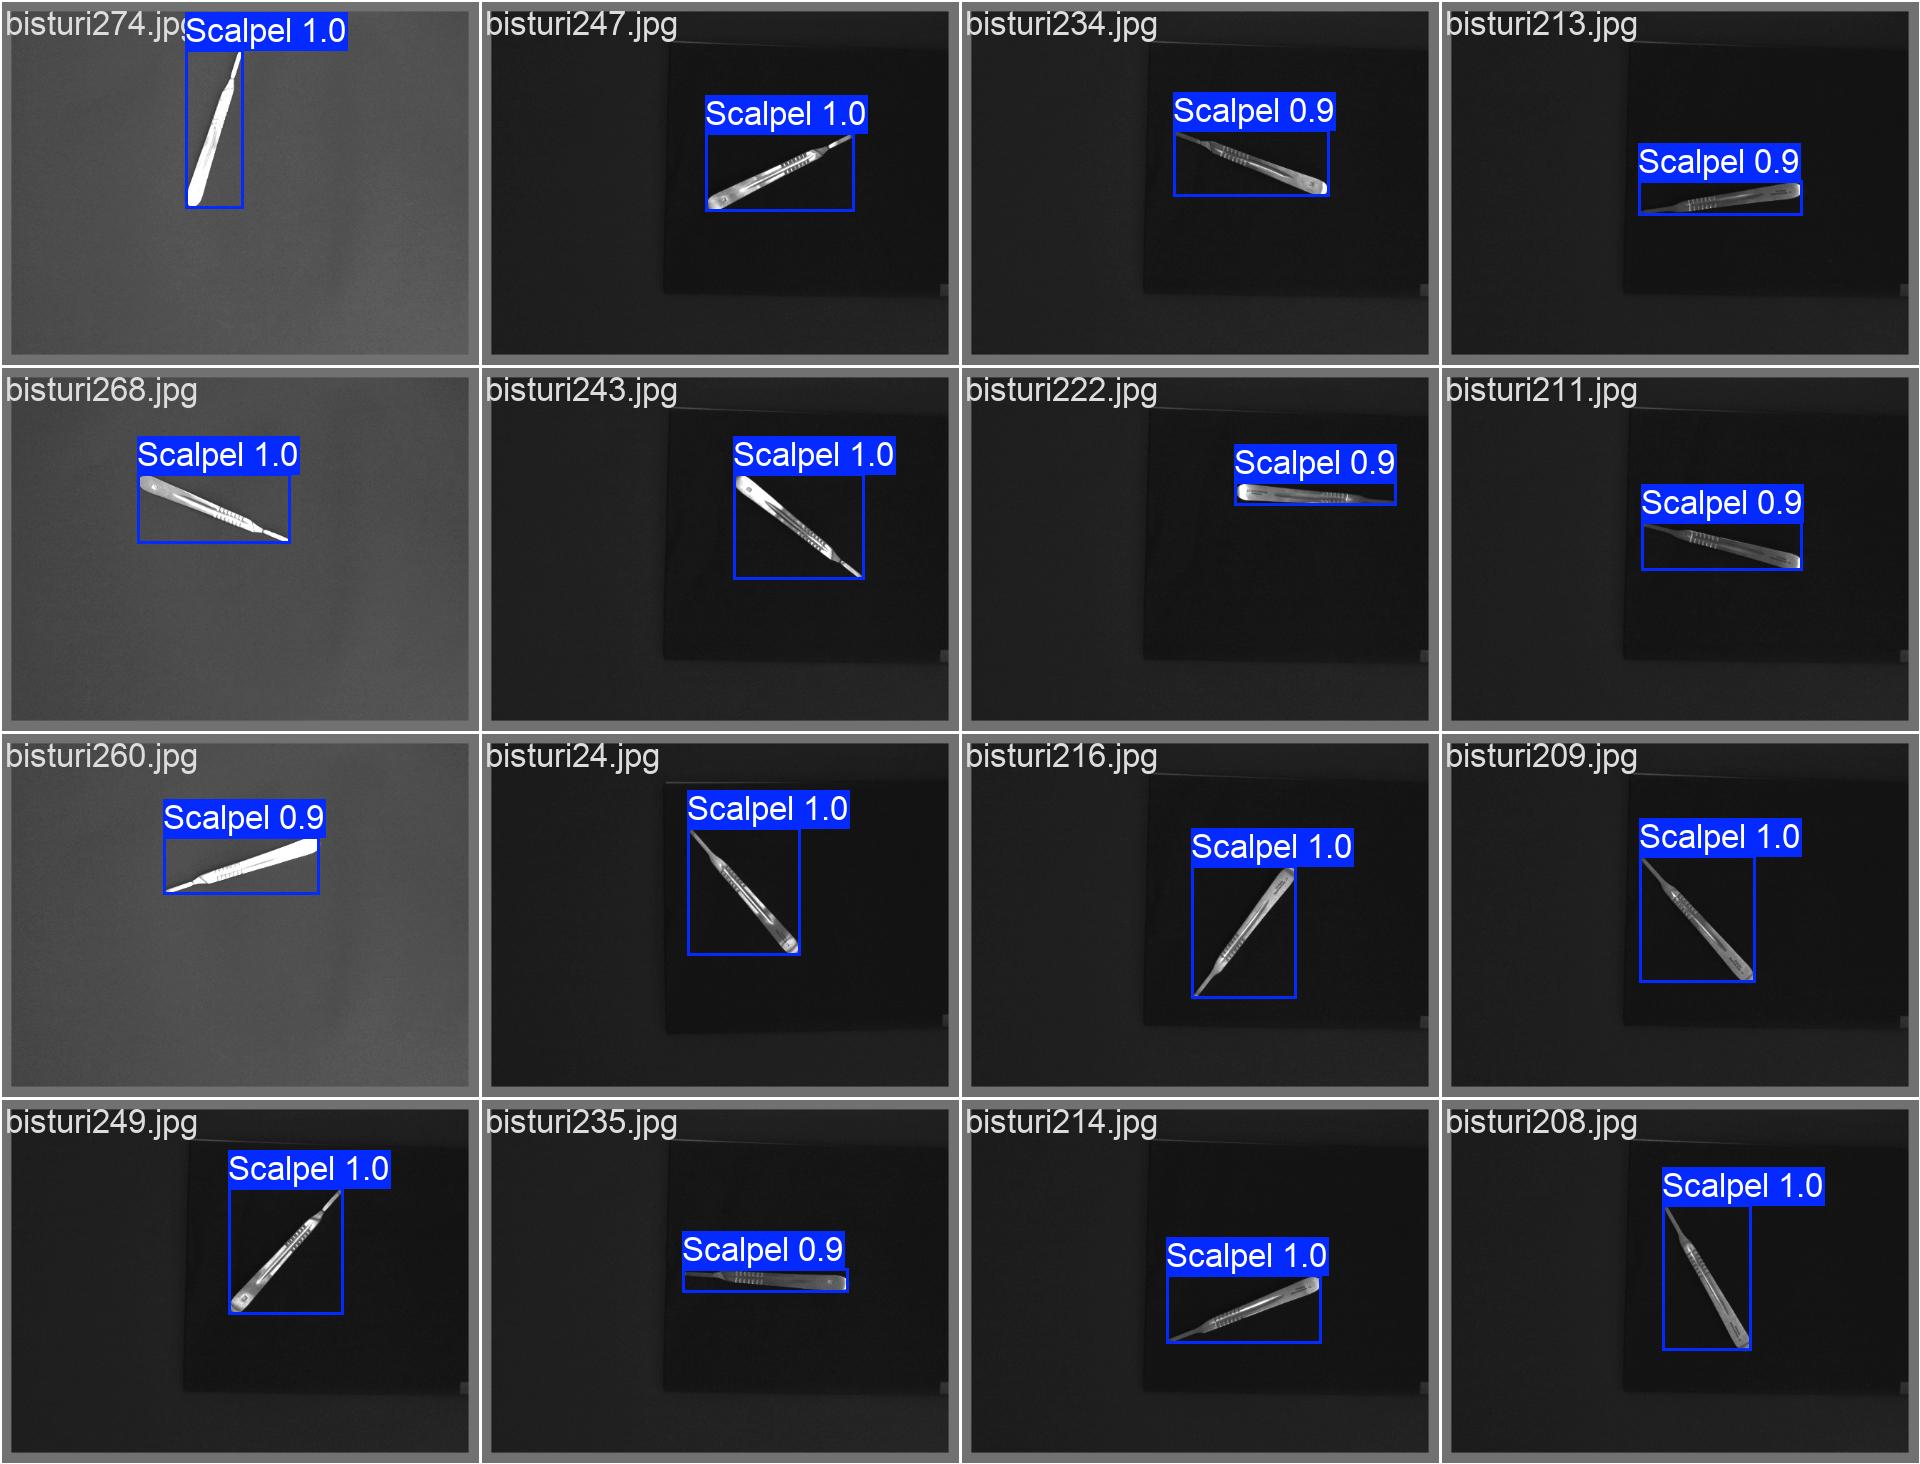 bisturi274.jpg
Scalpel 1.0
bisturi247.jpg
Scalpel 1.0
bisturi234.jpg
Scalpel 0.9
bisturi213.jpg
Scalpel 0.9
bisturi268.jpg
Scalpel 1.0
bisturi243.jpg
Scalpel 1.0
bisturi222.jpg
Scalpel 0.9
bisturi211.jpg
Scalpel 0.9
bisturi260.jpg
Scalpel 0.9
bisturi24.jpg
Scalpel 1.0
bisturi216.jpg
Scalpel 1.0
bisturi209.jpg
Scalpel 1.0
bisturi249.jpg
Scalpel 1.0
bisturi235.jpg
Scalpel 0.9
bisturi214.jpg
Scalpel 1.0
bisturi208.jpg
Scalpel 1.0